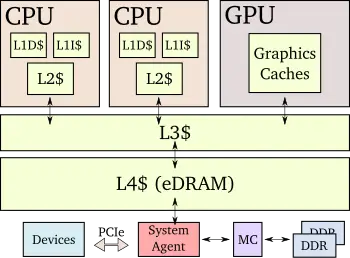 CPU
CPU
GPU
L1D$ L1I$
L1D$ L1I$
Graphics
Caches
L2$
L2$
L3$
L4$ (eDRAM)
Devices
PCIe
System
Agent
MC
DDR
DDR